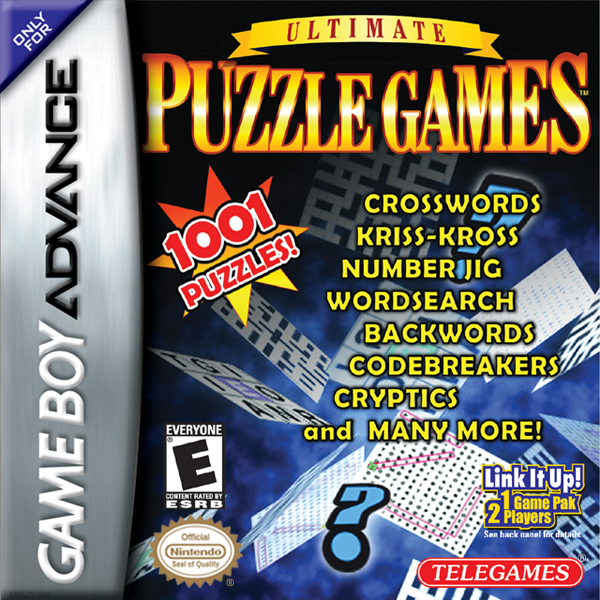 ONLY
FOR
GAME BOY ADVANCE
ULTIMATE
PUZZLE GAMES™
1001
PUZZLES!
CROSSWORDS
KRISS-KROSS
NUMBER JIG
WORDSEARCH
BACKWORDS
CODEBREAKERS
CRYPTICS
and MANY MORE!
EVERYONE
E
®
CONTENT RATED BY
ESRB
Official
Nintendo
Seal of Quality
®
Link It Up!
1 Game Pak
2 Players
See back panel for details
TELEGAMES®